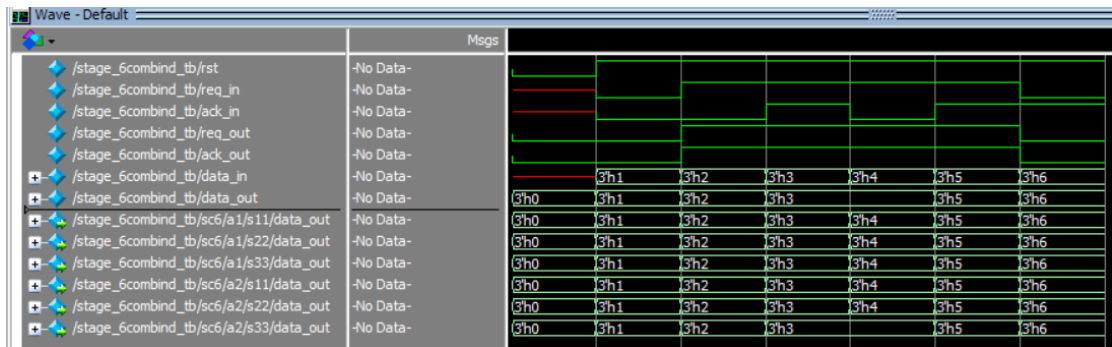 Wave - Default
Msgs
/stage_6combind_tb/rst -No Data-
/stage_6combind_tb/req_in -No Data-
/stage_6combind_tb/ack_in -No Data-
/stage_6combind_tb/req_out -No Data-
/stage_6combind_tb/ack_out -No Data-
/stage_6combind_tb/data_in -No Data- 3'h1 3'h2 3'h3 3'h4 3'h5 3'h6
/stage_6combind_tb/data_out -No Data- 3'h0 3'h1 3'h2 3'h3 3'h5 3'h6
/stage_6combind_tb/sc6/a1/s11/data_out -No Data- 3'h0 3'h1 3'h2 3'h3 3'h4 3'h5 3'h6
/stage_6combind_tb/sc6/a1/s22/data_out -No Data- 3'h0 3'h1 3'h2 3'h3 3'h4 3'h5 3'h6
/stage_6combind_tb/sc6/a1/s33/data_out -No Data- 3'h0 3'h1 3'h2 3'h3 3'h4 3'h5 3'h6
/stage_6combind_tb/sc6/a2/s11/data_out -No Data- 3'h0 3'h1 3'h2 3'h3 3'h4 3'h5 3'h6
/stage_6combind_tb/sc6/a2/s22/data_out -No Data- 3'h0 3'h1 3'h2 3'h3 3'h4 3'h5 3'h6
/stage_6combind_tb/sc6/a2/s33/data_out -No Data- 3'h0 3'h1 3'h2 3'h3 3'h5 3'h6